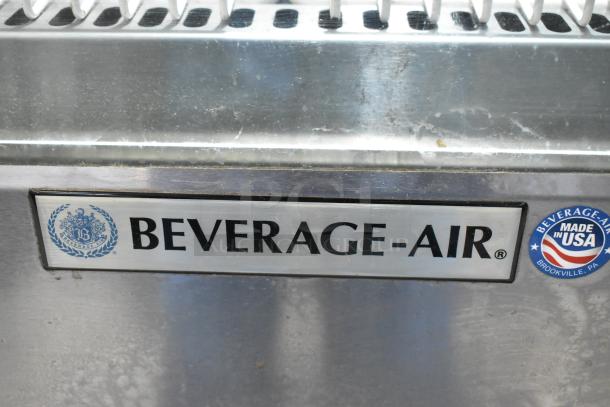 BEVERAGE-AIR®
BEVERAGE-AIR
MADE
IN USA
BROOKVILLE, PA